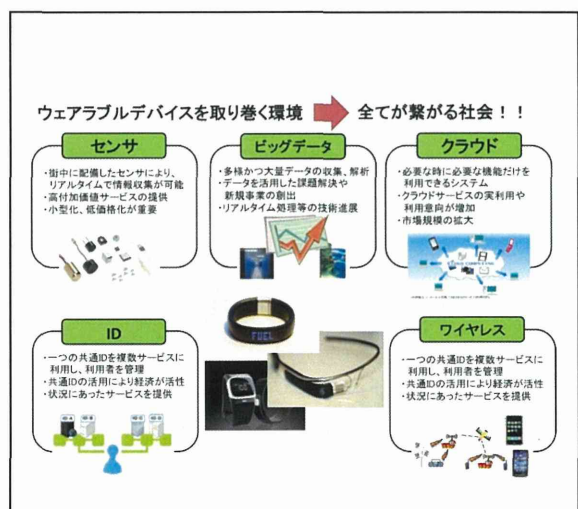 ウェアラブルデバイスを取り巻く環境
全てが繋がる社会！！
センサ
・街中に配備したセンサにより、
リアルタイムで情報収集が可能
・高付加価値サービスの提供
・小型化、低価格化が重要
ビッグデータ
・多様かつ大量データの収集、解析
・データを活用した課題解決や
新規事業の創出
・リアルタイム処理等の技術進展
クラウド
・必要な時に必要な機能だけを
利用できるシステム
・クラウドサービスの実利用や
利用意向が増加
・市場規模の拡大
CLOUD COMPUTING
ID
・一つの共通IDを複数サービスに
利用し、利用者を管理
・共通IDの活用により経済が活性
・状況にあったサービスを提供
FUEL
ワイヤレス
・一つの共通IDを複数サービスに
利用し、利用者を管理
・共通IDの活用により経済が活性
・状況にあったサービスを提供